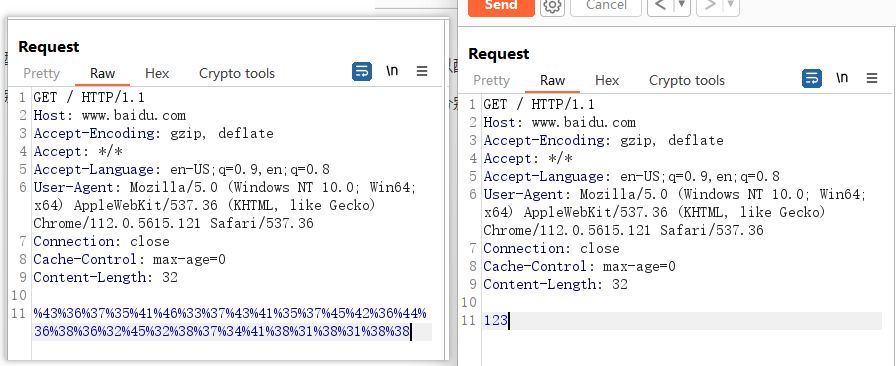 Request
Pretty Raw Hex Crypto tools \n
1 GET / HTTP/1.1
2 Host: www.baidu.com
3 Accept-Encoding: gzip, deflate
4 Accept: */*
5 Accept-Language: en-US;q=0.9,en;q=0.8
6 User-Agent: Mozilla/5.0 (Windows NT 10.0; Win64;
x64) AppleWebKit/537.36 (KHTML, like Gecko)
Chrome/112.0.5615.121 Safari/537.36
7 Connection: close
8 Cache-Control: max-age=0
9 Content-Length: 32
10
11 %43%36%37%35%41%46%33%37%43%41%35%37%45%42%36%44%
36%38%36%32%45%32%38%37%34%41%38%31%38%31%38%38
Send Cancel < >
Request
Pretty Raw Hex Crypto tools \n
1 GET / HTTP/1.1
2 Host: www.baidu.com
3 Accept-Encoding: gzip, deflate
4 Accept: */*
5 Accept-Language: en-US;q=0.9,en;q=0.8
6 User-Agent: Mozilla/5.0 (Windows NT 10.0; Win64;
x64) AppleWebKit/537.36 (KHTML, like Gecko)
Chrome/112.0.5615.121 Safari/537.36
7 Connection: close
8 Cache-Control: max-age=0
9 Content-Length: 32
10
11 123